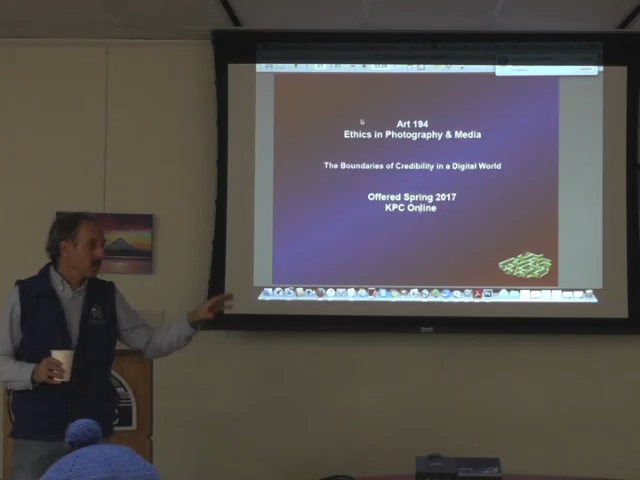 Art 194
Ethics in Photography & Media
The Boundaries of Credibility in a Digital World
Offered Spring 2017
KPC Online